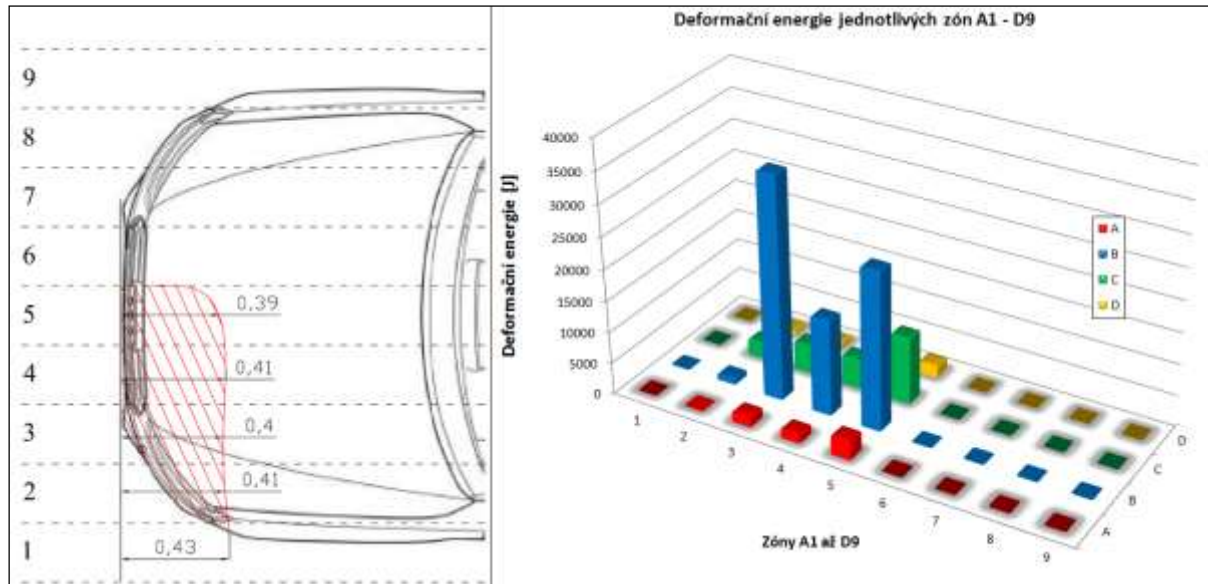 9
8
7
6
5
4
3
2
1
0,39
0,41
0,4
0,41
0,43
Deformační energie jednotlivých zón A1 - D9
Deformační energie [J]
40000
35000
30000
25000
20000
15000
10000
5000
0
1
2
3
4
5
6
7
8
9
A
B
C
D
Zóny A1 až D9
A
B
C
D